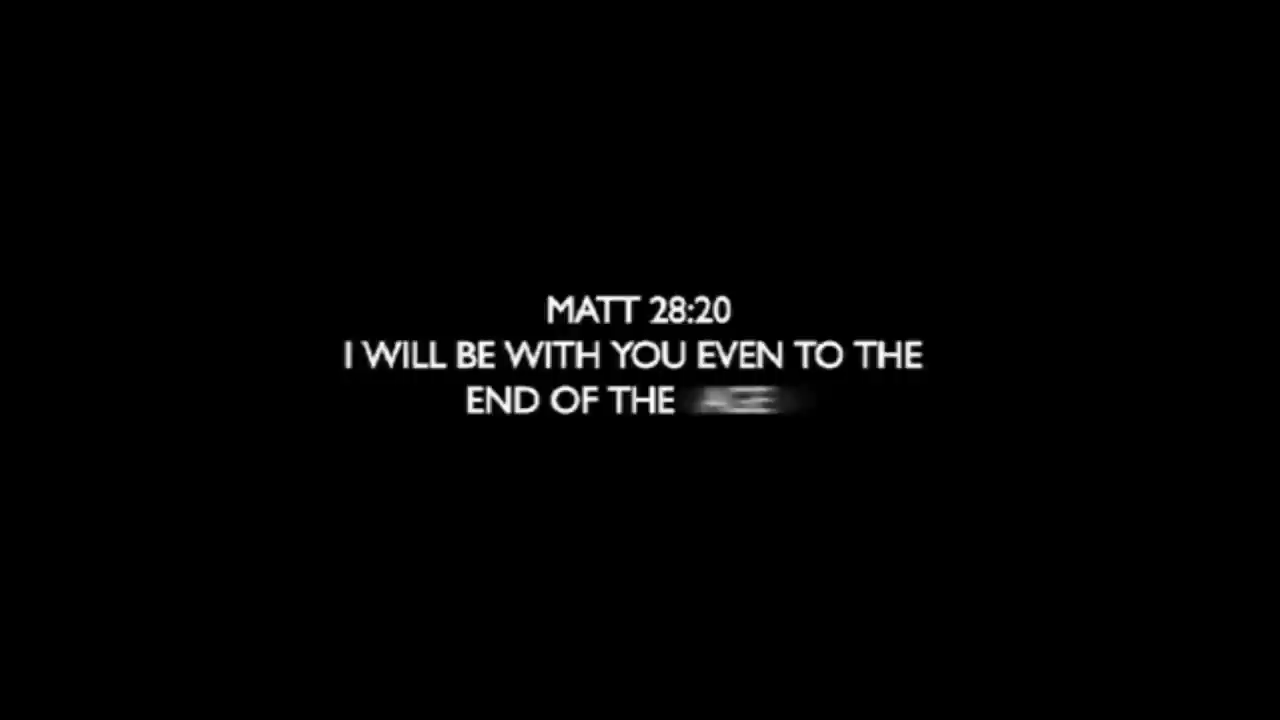 MATT 28:20
I WILL BE WITH YOU EVEN TO THE
END OF THE